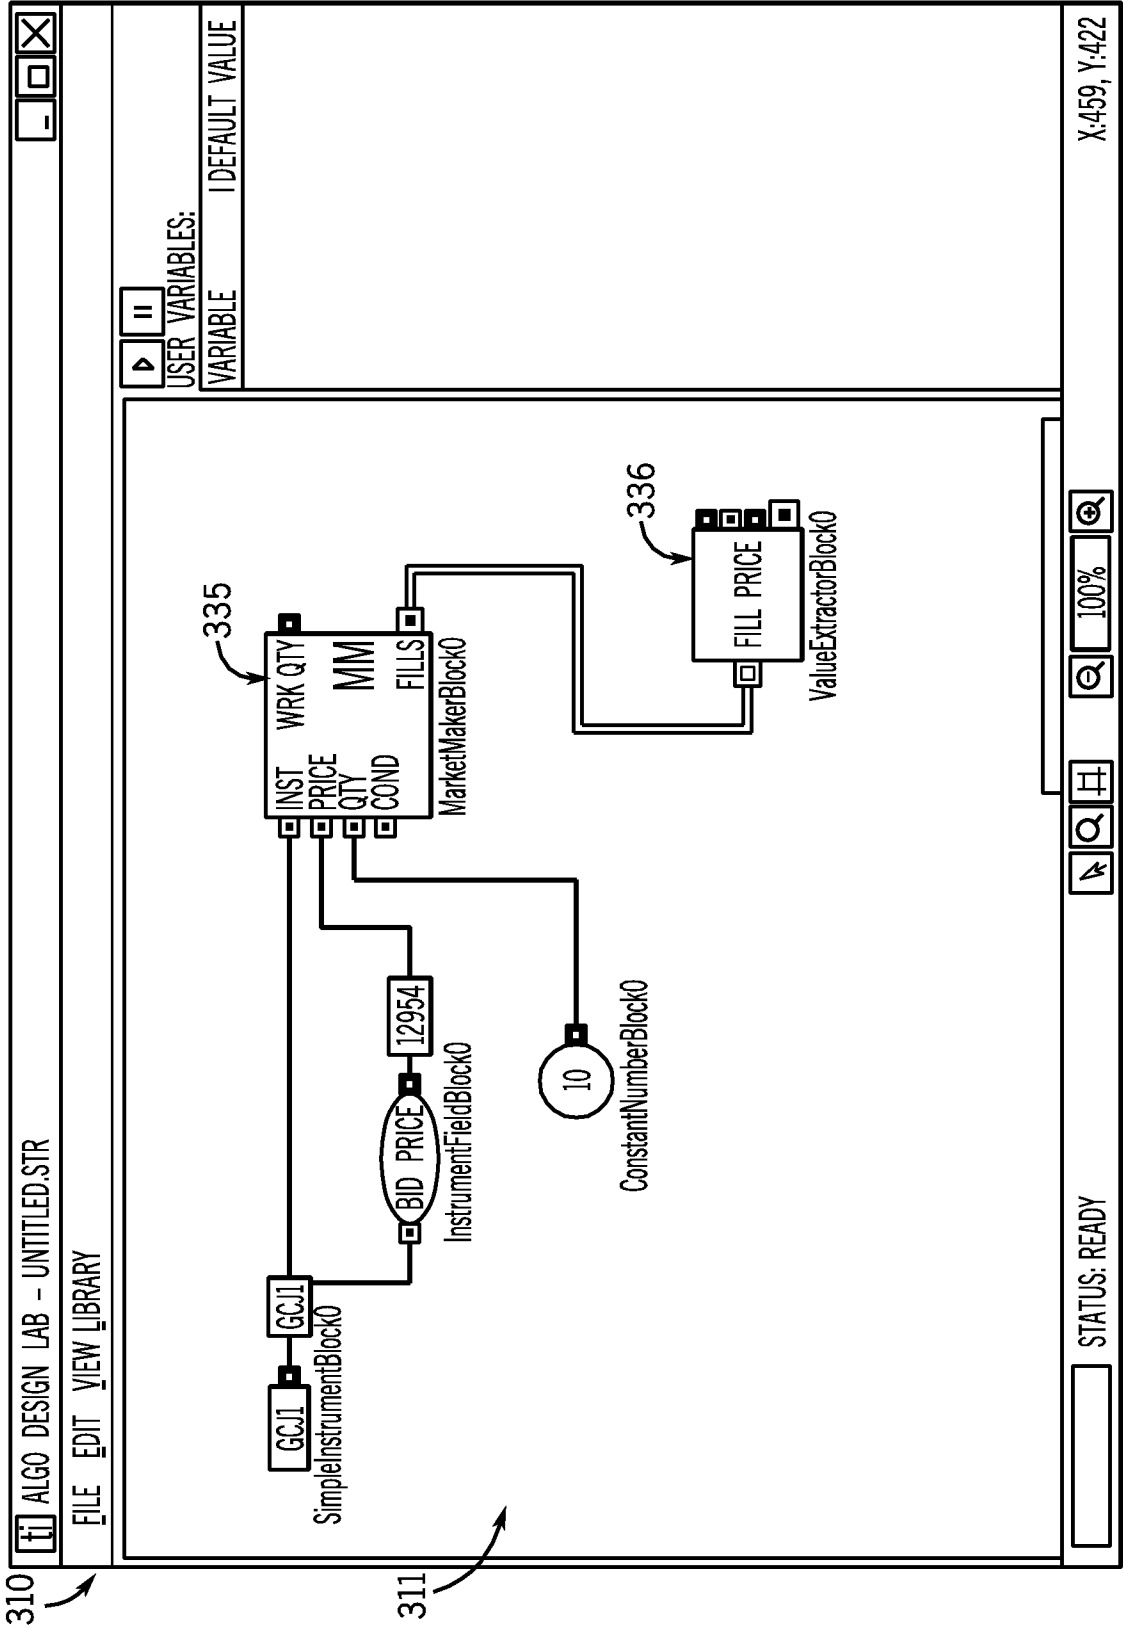 310
ti ALGO DESIGN LAB – UNTITLED.STR
FILE EDIT VIEW LIBRARY
USER VARIABLES:
VARIABLE | DEFAULT VALUE
311
335
GCJ1
GCJ1
SimpleInstrumentBlock0
INST WRK QTY
PRICE
QTY MM
COND FILLS
MarketMakerBlock0
BID PRICE
12954
InstrumentFieldBlock0
10
ConstantNumberBlock0
336
FILL PRICE
ValueExtractorBlock0
STATUS: READY
100%
X:459, Y:422